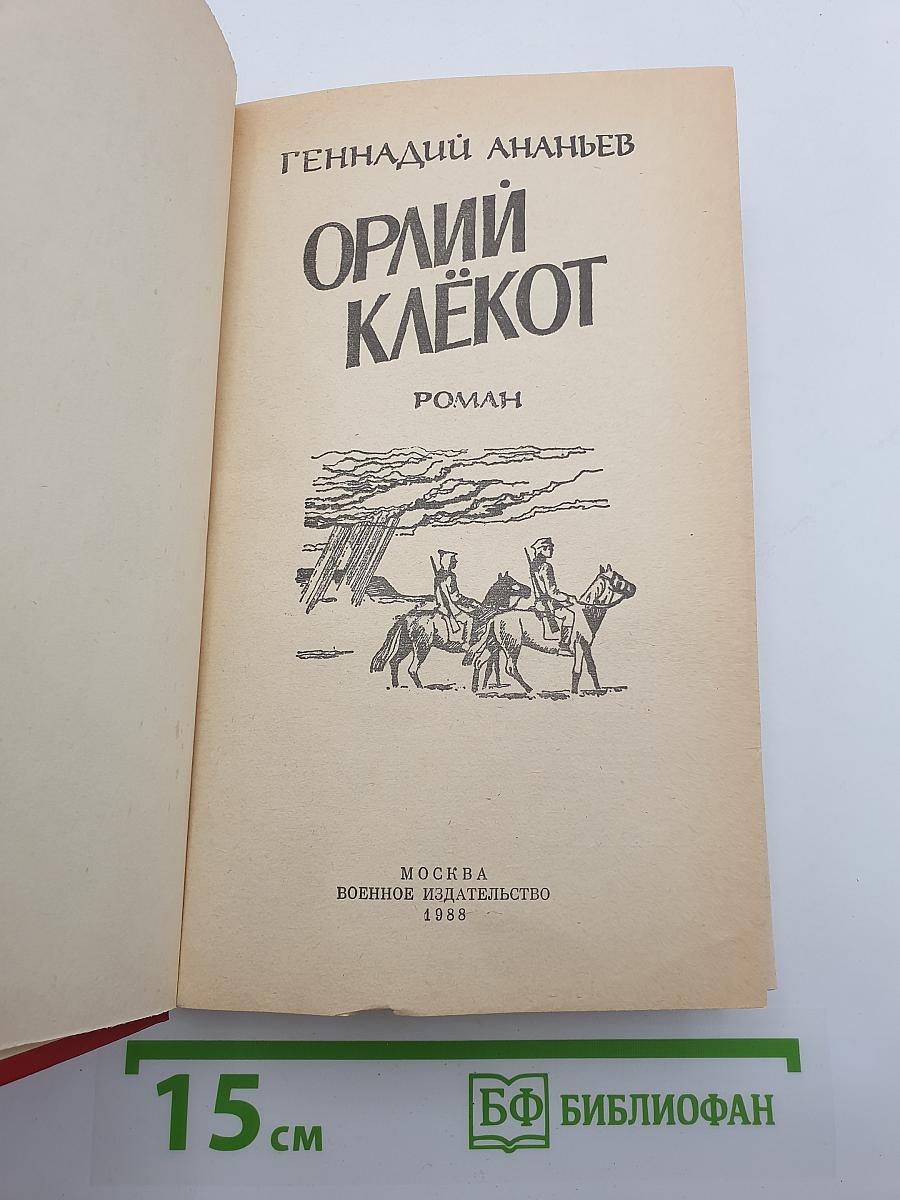 ГЕННАДИЙ АНАНЬЕВ
ОРЛИЙ
КЛЁКОТ
РОМАН
МОСКВА
ВОЕННОЕ ИЗДАТЕЛЬСТВО
1988
15 см
БФ БИБЛИОФАН